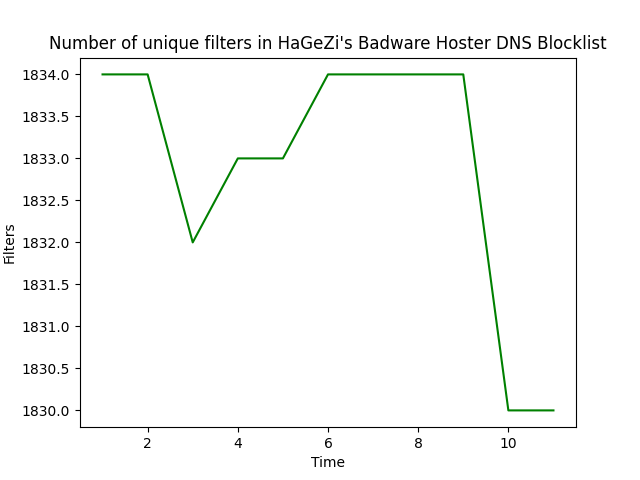 Number of unique filters in HaGeZi's Badware Hoster DNS Blocklist
1834.0
1833.5
1833.0
1832.5
1832.0
1831.5
1831.0
1830.5
1830.0
Filters
2 4 6 8 10
Time